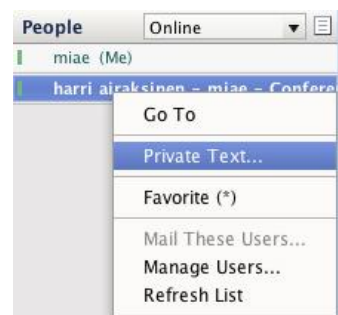 People Online
miae (Me)
harri airaksinen - miae - Confere
Go To
Private Text...
Favorite (*)
Mail These Users...
Manage Users...
Refresh List